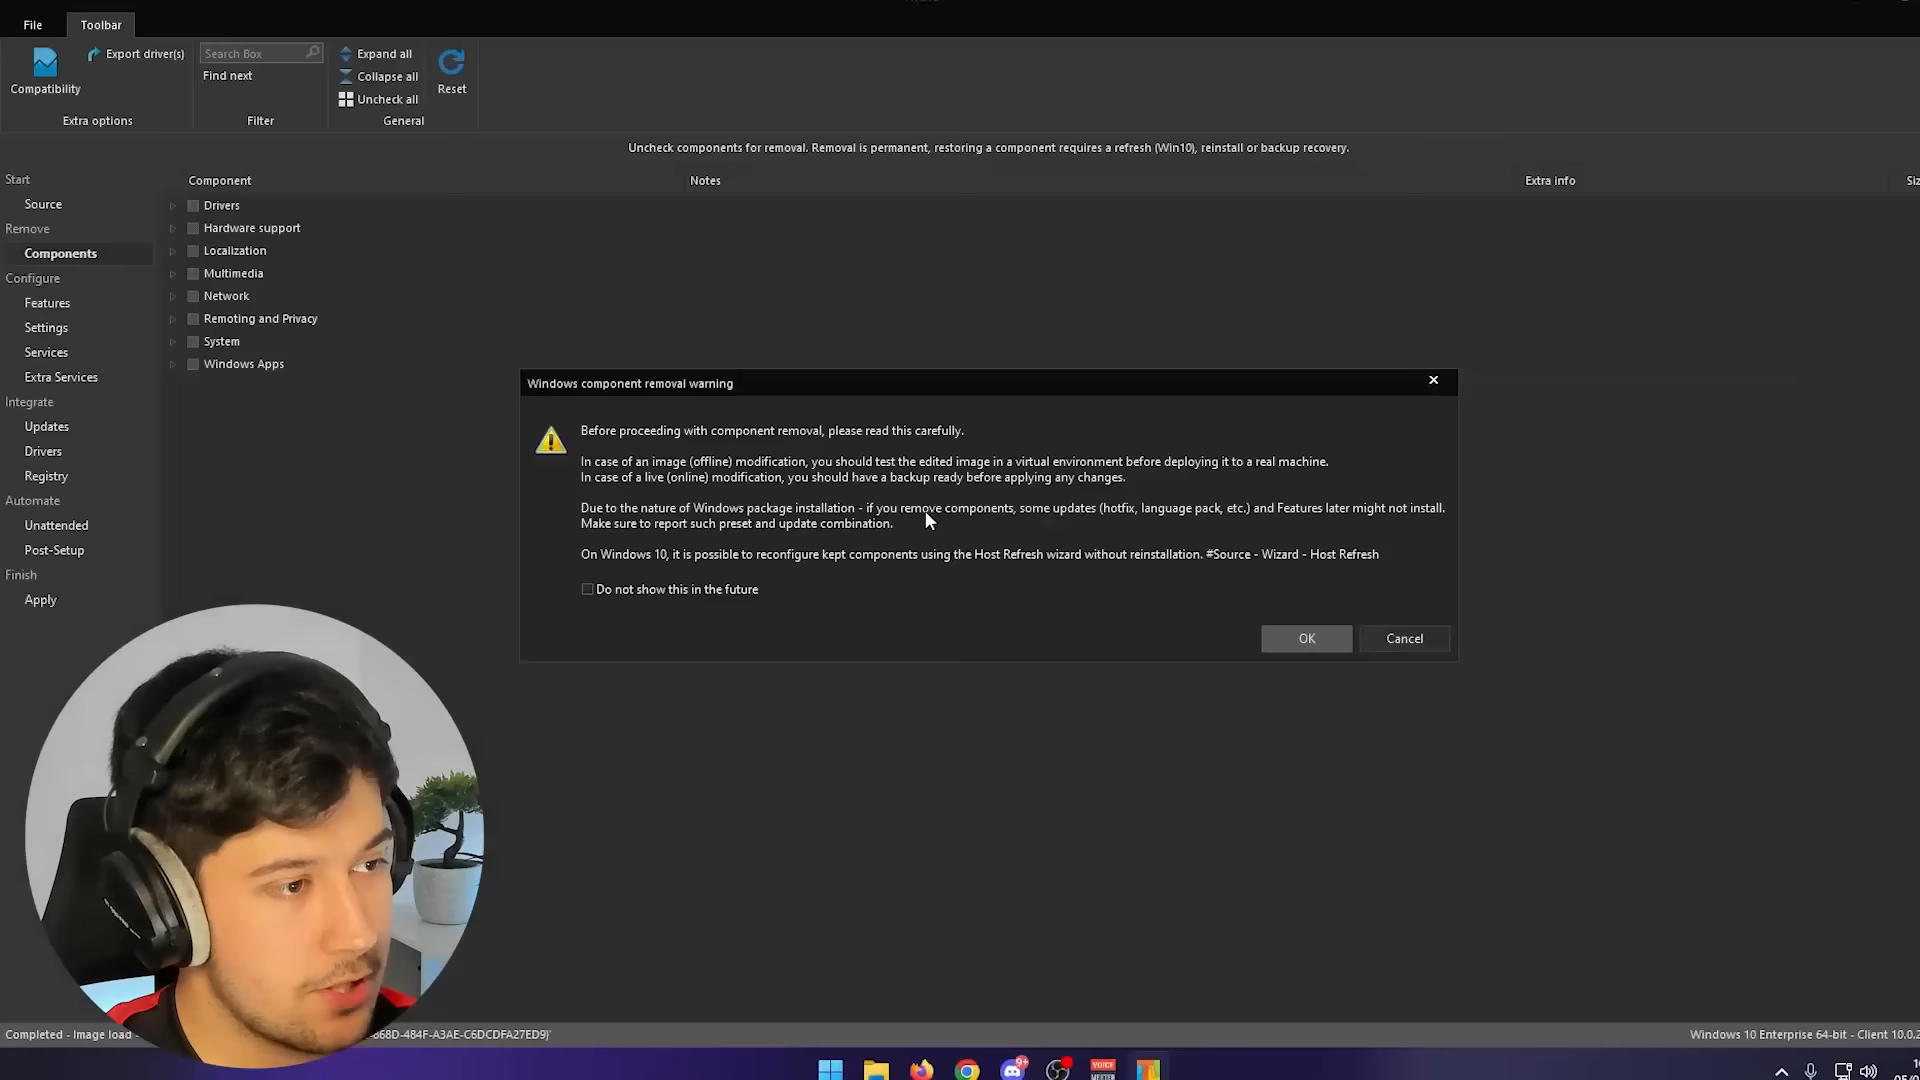 File
Toolbar
Compatibility
Export driver(s)
Extra options
Search Box
Find next
Filter
Expand all
Collapse all
Uncheck all
Reset
General
Uncheck components for removal. Removal is permanent, restoring a component requires a refresh (Win10), reinstall or backup recovery.
Start
Source
Remove
Components
Configure
Features
Settings
Services
Extra Services
Integrate
Updates
Drivers
Registry
Automate
Unattended
Post-Setup
Finish
Apply
Component Notes Extra info
Drivers
Hardware support
Localization
Multimedia
Network
Remoting and Privacy
System
Windows Apps
Windows component removal warning
Before proceeding with component removal, please read this carefully.
In case of an image (offline) modification, you should test the edited image in a virtual environment before deploying it to a real machine.
In case of a live (online) modification, you should have a backup ready before applying any changes.
Due to the nature of Windows package installation - if you remove components, some updates (hotfix, language pack, etc.) and Features later might not install.
Make sure to report such preset and update combination.
On Windows 10, it is possible to reconfigure kept components using the Host Refresh wizard without reinstallation. #Source - Wizard - Host Refresh
Do not show this in the future
OK
Cancel
Completed - Image load - 868D-484F-A3AE-C6DCDFA27ED9}'
Windows 10 Enterprise 64-bit - Client 10.0.2
9+
VOICE
MEETER